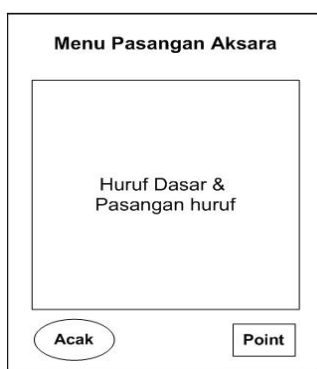 Menu Pasangan Aksara
Huruf Dasar &
Pasangan huruf
Acak
Point